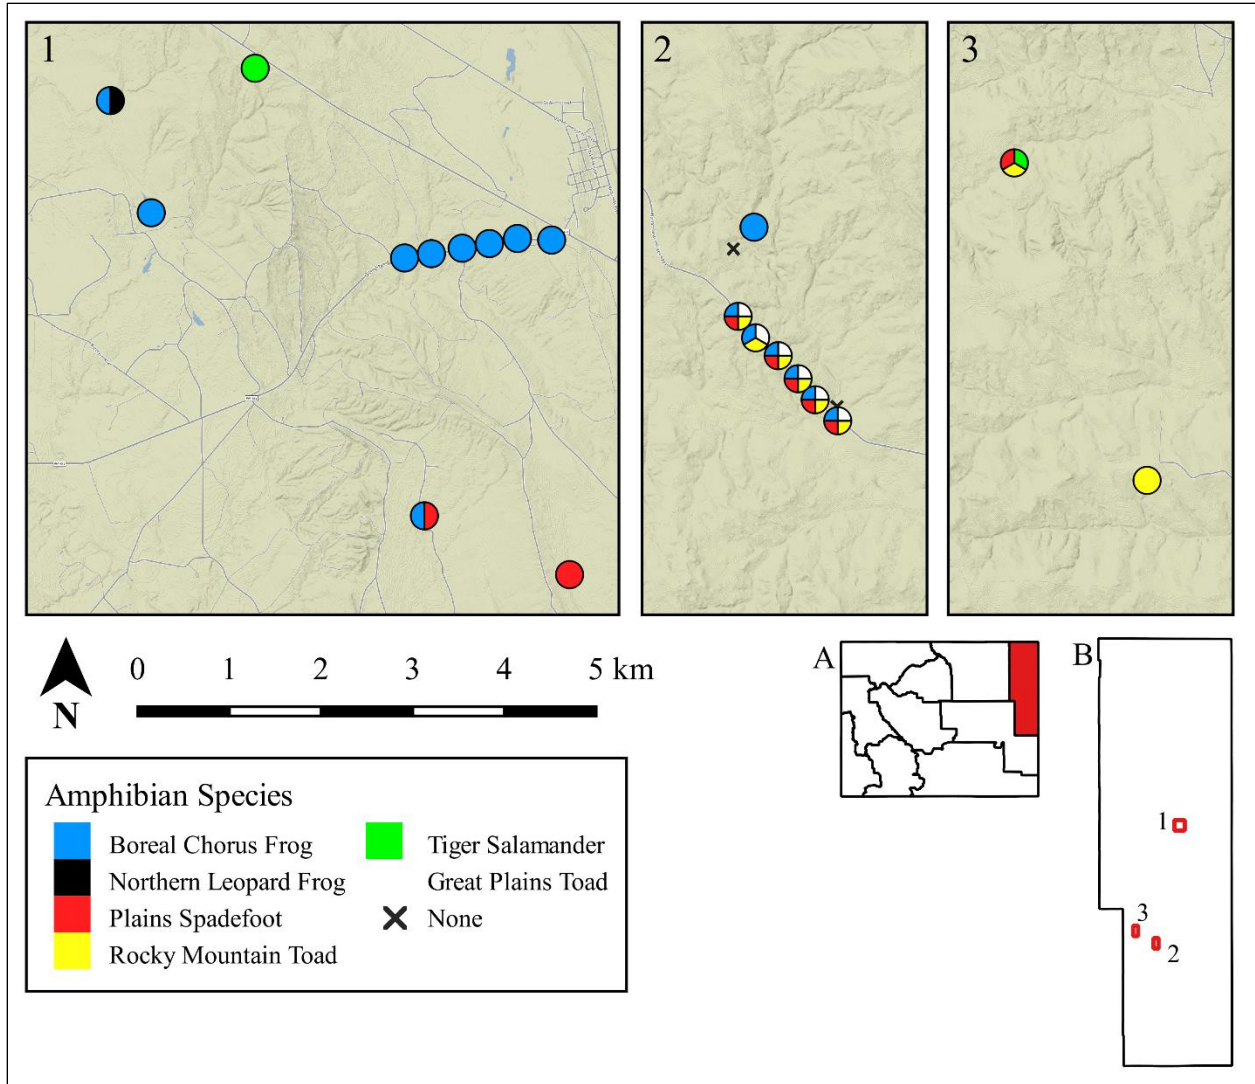 1
2
3
0 1 2 3 4 5 km
N
A
B
1
3
2
Amphibian Species
Boreal Chorus Frog
Northern Leopard Frog
Plains Spadefoot
Rocky Mountain Toad
Tiger Salamander
Great Plains Toad
None